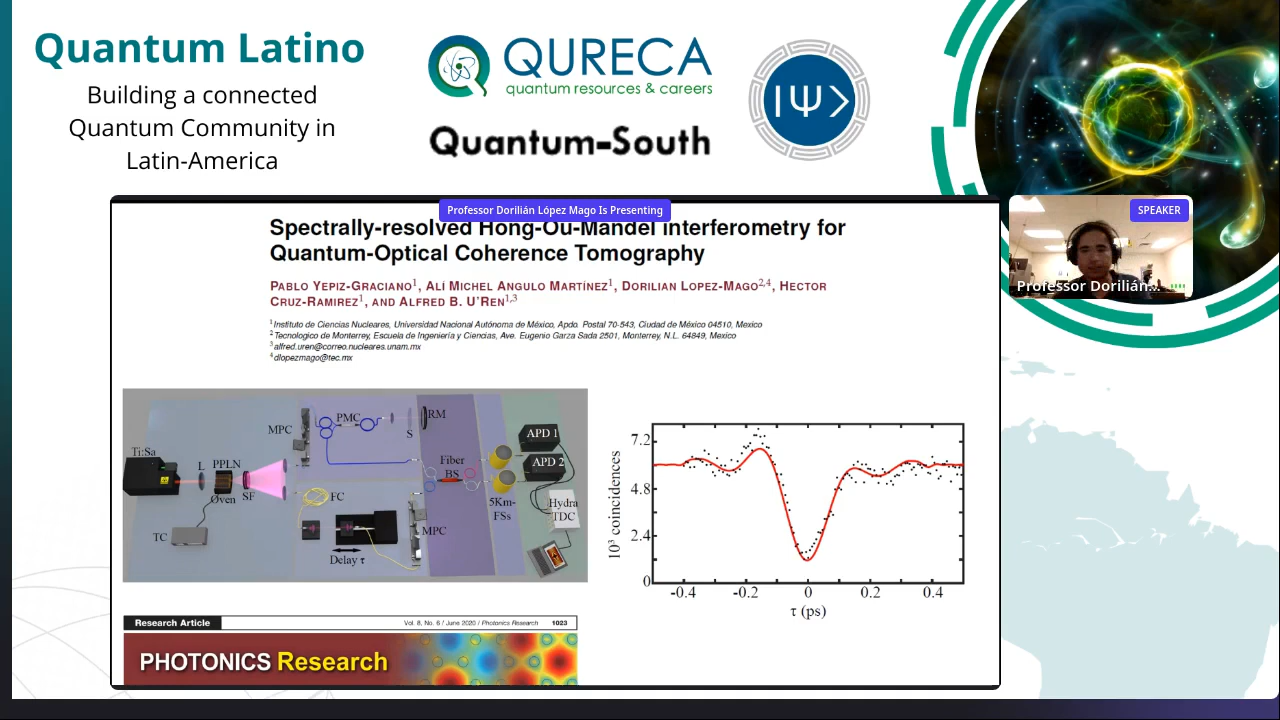 Quantum Latino
Building a connected
Quantum Community in
Latin-America
QURECA
quantum resources & careers
Quantum-South
|Ψ>
Professor Dorilián López Mago Is Presenting
SPEAKER
Professor Dorilián...
Spectrally-resolved Hong-Ou-Mandel interferometry for
Quantum-Optical Coherence Tomography
PABLO YEPIZ-GRACIANO1, ALÍ MICHEL ANGULO MARTÍNEZ1, DORILIAN LOPEZ-MAGO2,4, HECTOR
CRUZ-RAMIREZ1, AND ALFRED B. U'REN1,3
1Instituto de Ciencias Nucleares, Universidad Nacional Autónoma de México, Apdo. Postal 70-543, Ciudad de México 04510, Mexico
2Tecnologico de Monterrey, Escuela de Ingeniería y Ciencias, Ave. Eugenio Garza Sada 2501, Monterrey, N.L. 64849, Mexico
3alfred.uren@correo.nucleares.unam.mx
4dlopezmago@tec.mx
Ti:Sa
L
PPLN
Oven
SF
TC
MPC
PMC
S
RM
FC
Delay τ
MPC
Fiber
BS
5Km-
FSs
APD 1
APD 2
Hydra
TDC
10³ coincidences
7.2
4.8
2.4
0
-0.4 -0.2 0 0.2 0.4
τ (ps)
Research Article
Vol. 8, No. 6 / June 2020 / Photonics Research 1023
PHOTONICS Research